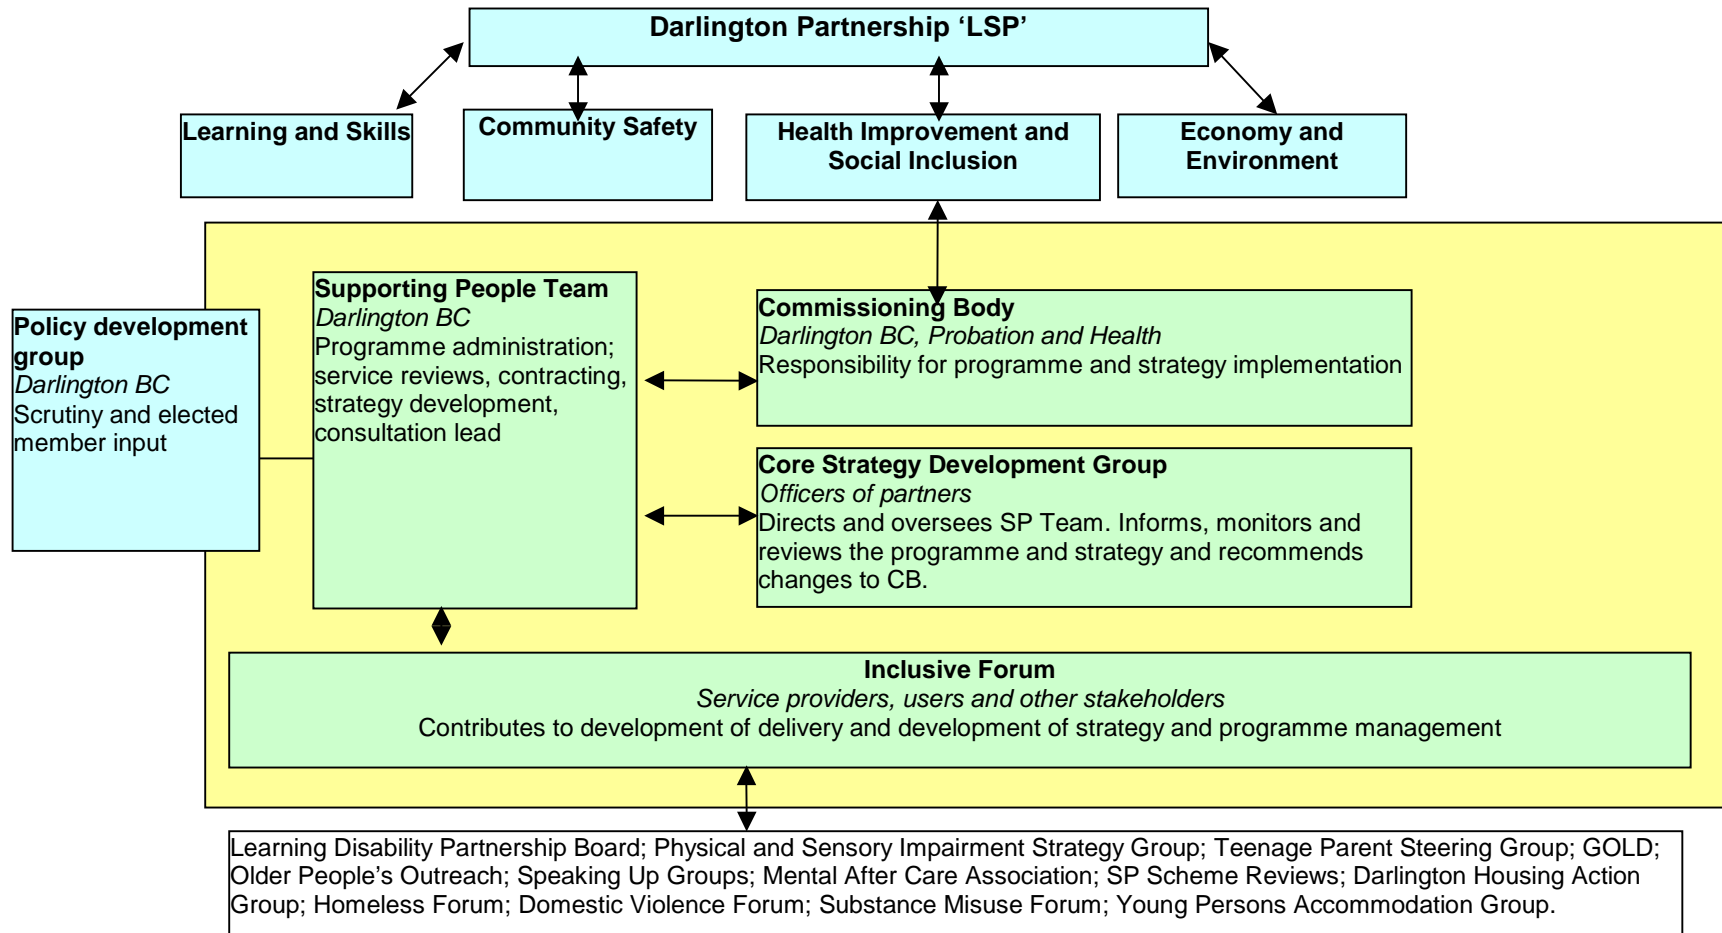 Darlington Partnership ‘LSP’
Learning and Skills
Community Safety
Health Improvement and
Social Inclusion
Economy and
Environment
Policy development
group
Darlington BC
Scrutiny and elected
member input
Supporting People Team
Darlington BC
Programme administration;
service reviews, contracting,
strategy development,
consultation lead
Commissioning Body
Darlington BC, Probation and Health
Responsibility for programme and strategy implementation
Core Strategy Development Group
Officers of partners
Directs and oversees SP Team. Informs, monitors and
reviews the programme and strategy and recommends
changes to CB.
Inclusive Forum
Service providers, users and other stakeholders
Contributes to development of delivery and development of strategy and programme management
Learning Disability Partnership Board; Physical and Sensory Impairment Strategy Group; Teenage Parent Steering Group; GOLD;
Older People’s Outreach; Speaking Up Groups; Mental After Care Association; SP Scheme Reviews; Darlington Housing Action
Group; Homeless Forum; Domestic Violence Forum; Substance Misuse Forum; Young Persons Accommodation Group.